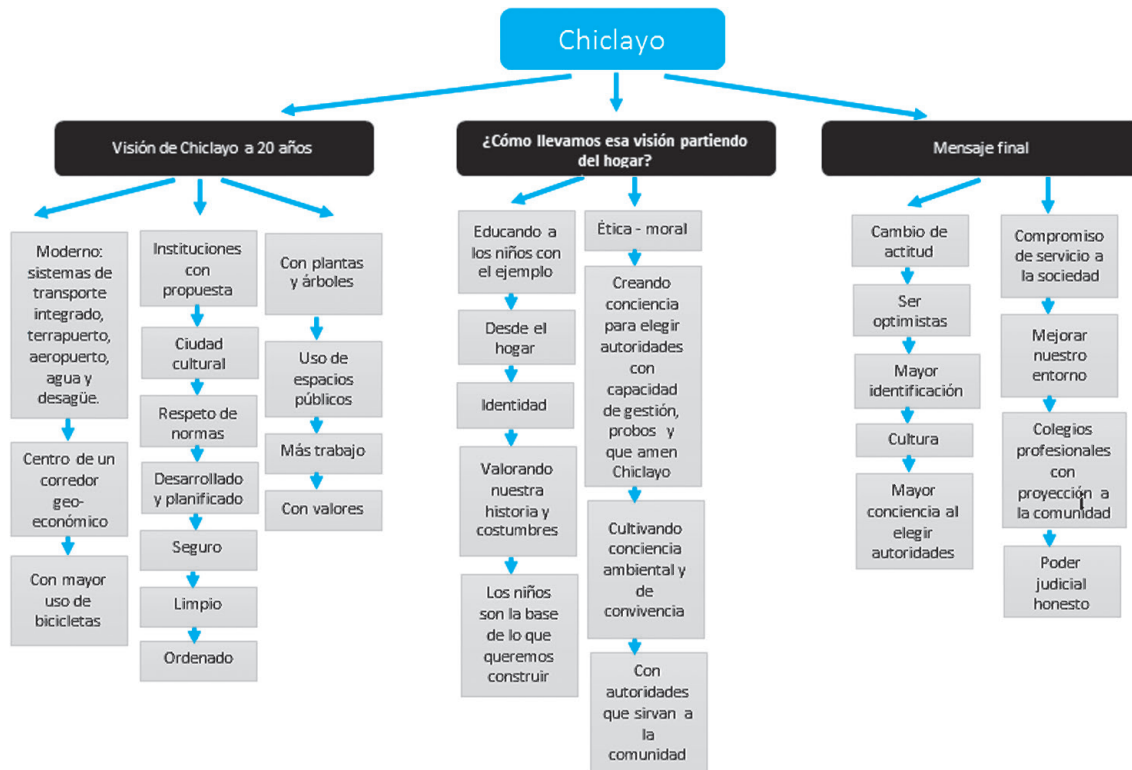 Chiclayo
Visión de Chiclayo a 20 años
Moderno:
sistemas de
transporte
integrado,
terrapuerto,
aeropuerto,
agua y
desagüe.
Centro de un
corredor
geo-
económico
Con mayor
uso de
bicicletas
Instituciones
con
propuesta
Ciudad
cultural
Respeto de
normas
Desarrollado
y planificado
Seguro
Limpio
Ordenado
Con plantas
y árboles
Uso de
espacios
públicos
Más trabajo
Con valores
¿Cómo llevamos esa visión partiendo
del hogar?
Educando a
los niños con
el ejemplo
Desde el
hogar
Identidad
Valorando
nuestra
historia y
costumbres
Los niños
son la base
de lo que
queremos
construir
Ética - moral
Creando
conciencia
para elegir
autoridades
con
capacidad
de gestión,
probos y
que amen
Chiclayo
Cultivando
conciencia
ambiental y
de
convivencia
Con
autoridades
que sirvan a
la
comunidad
Mensaje final
Cambio de
actitud
Ser
optimistas
Mayor
identificación
Cultura
Mayor
conciencia al
elegir
autoridades
Compromiso
de servicio a
la sociedad
Mejorar
nuestro
entorno
Colegios
profesionales
con
proyección a
la comunidad
Poder
judicial
honesto